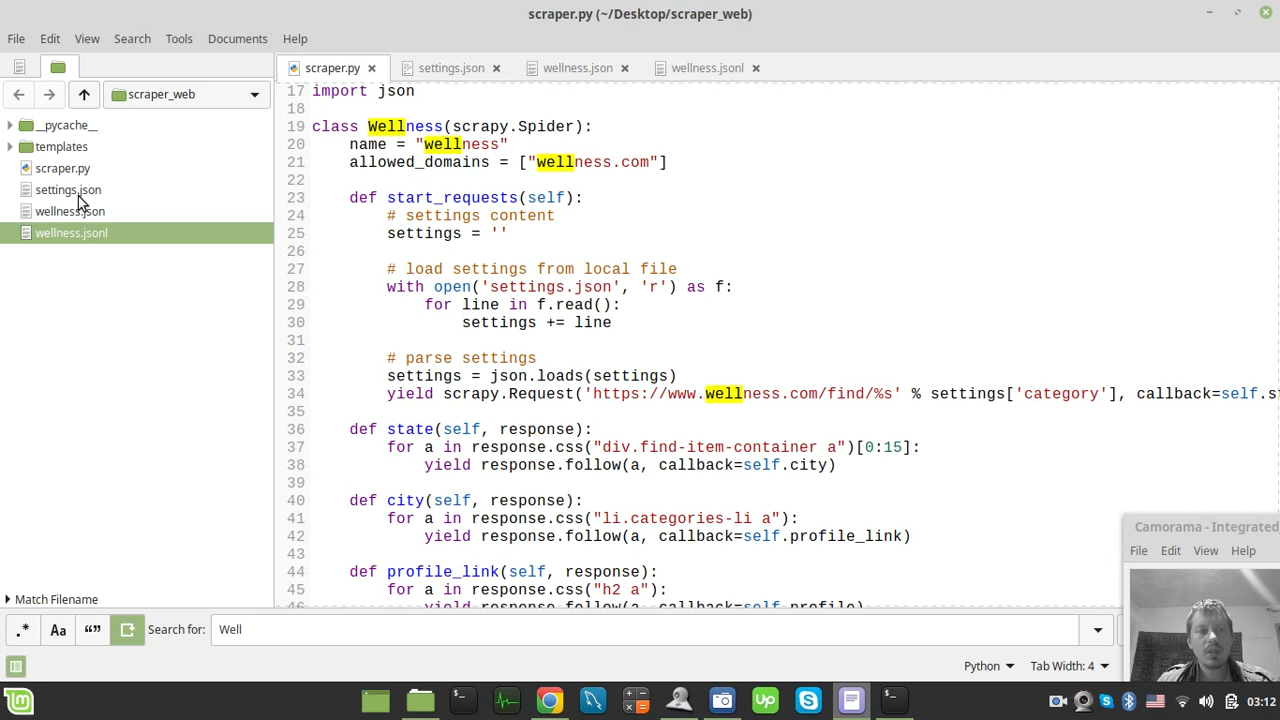 scraper.py (~/Desktop/scraper_web)
File Edit View Search Tools Documents Help
scraper.py settings.json wellness.json wellness.jsonl
scraper_web
__pycache__
templates
scraper.py
settings.json
wellness.json
wellness.jsonl
Match Filename
17 import json
18
19 class Wellness(scrapy.Spider):
20 name = "wellness"
21 allowed_domains = ["wellness.com"]
22
23 def start_requests(self):
24 # settings content
25 settings = ''
26
27 # load settings from local file
28 with open('settings.json', 'r') as f:
29 for line in f.read():
30 settings += line
31
32 # parse settings
33 settings = json.loads(settings)
34 yield scrapy.Request('https://www.wellness.com/find/%s' % settings['category'], callback=self.s
35
36 def state(self, response):
37 for a in response.css("div.find-item-container a")[0:15]:
38 yield response.follow(a, callback=self.city)
39
40 def city(self, response):
41 for a in response.css("li.categories-li a"):
42 yield response.follow(a, callback=self.profile_link)
43
44 def profile_link(self, response):
45 for a in response.css("h2 a"):
46 yield response.follow(a, callback=self.profile)
Camorama - Integrated
File Edit View Help
.* Aa “” Search for: Well
Python Tab Width: 4
Up
03:12